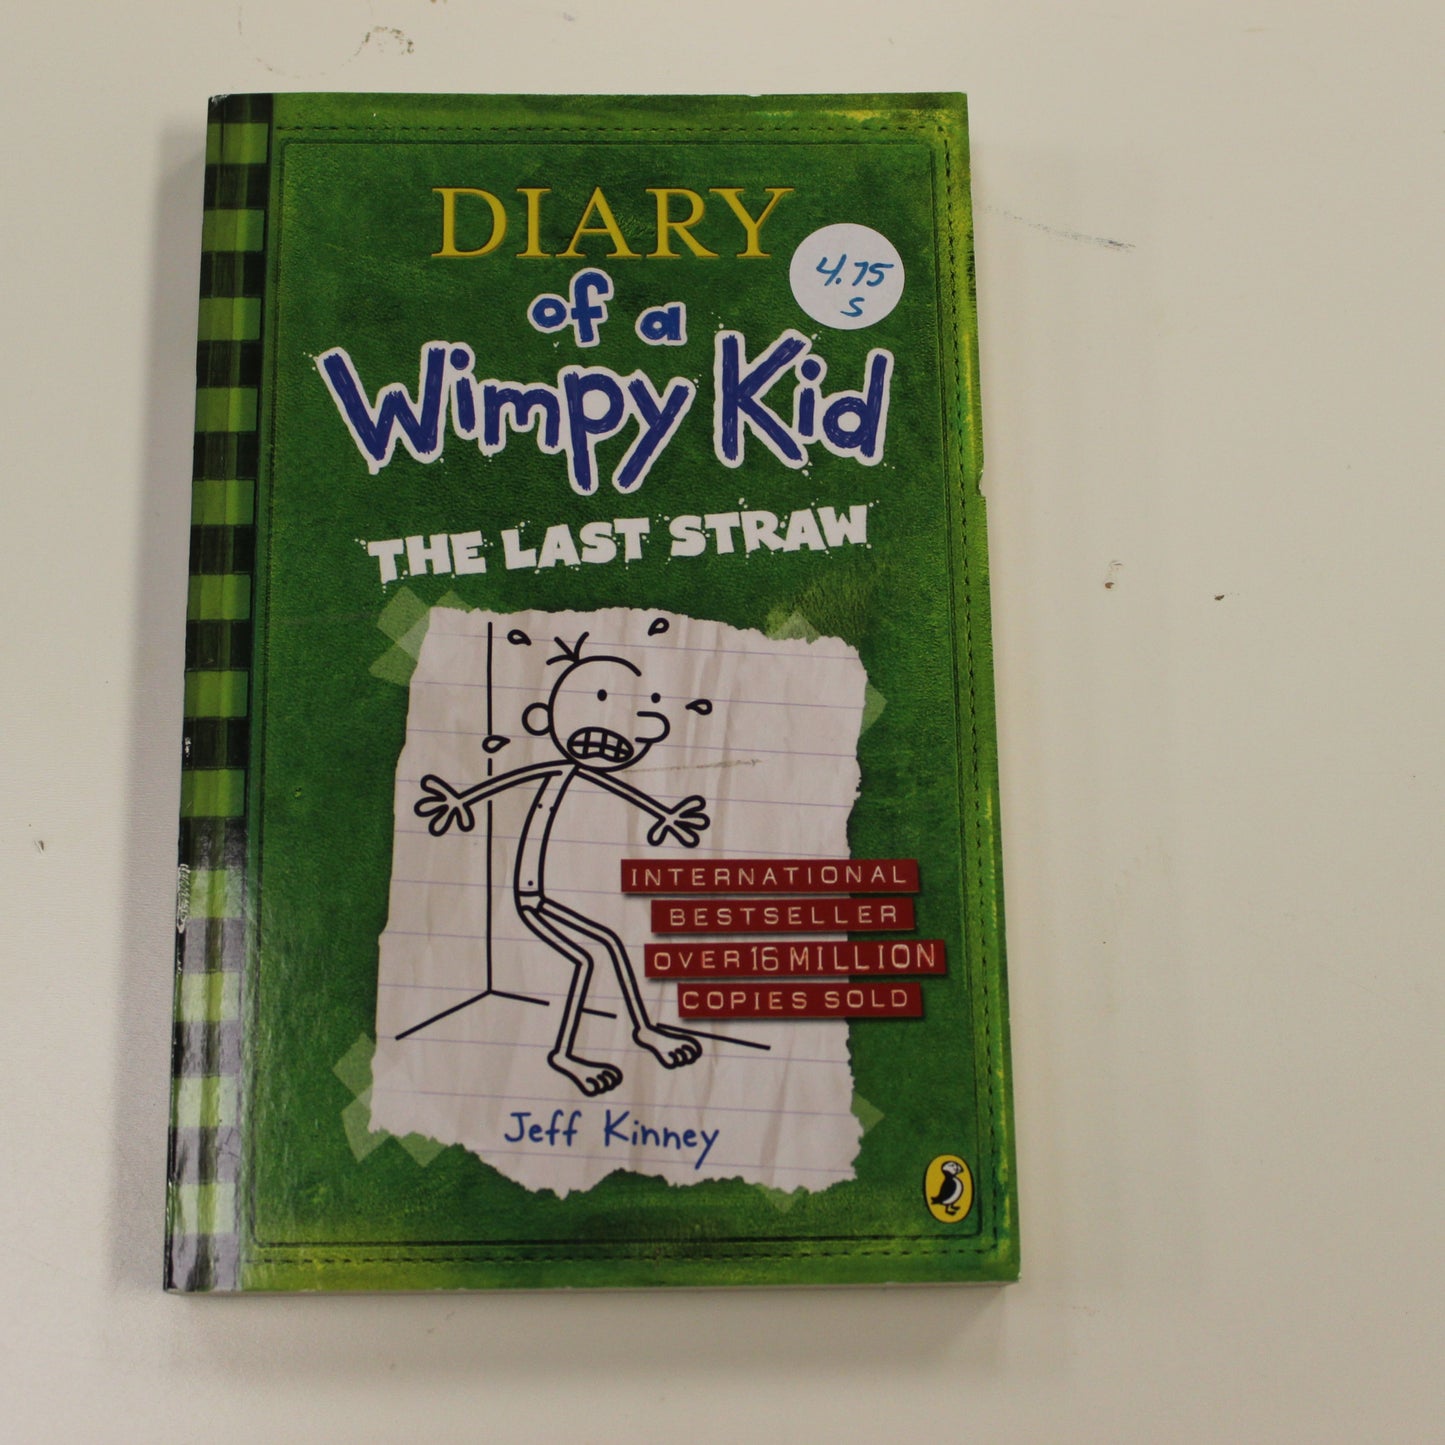 DIARY
of a
Wimpy Kid
THE LAST STRAW
4.75
S
INTERNATIONAL
BESTSELLER
OVER 16 MILLION
COPIES SOLD
Jeff Kinney